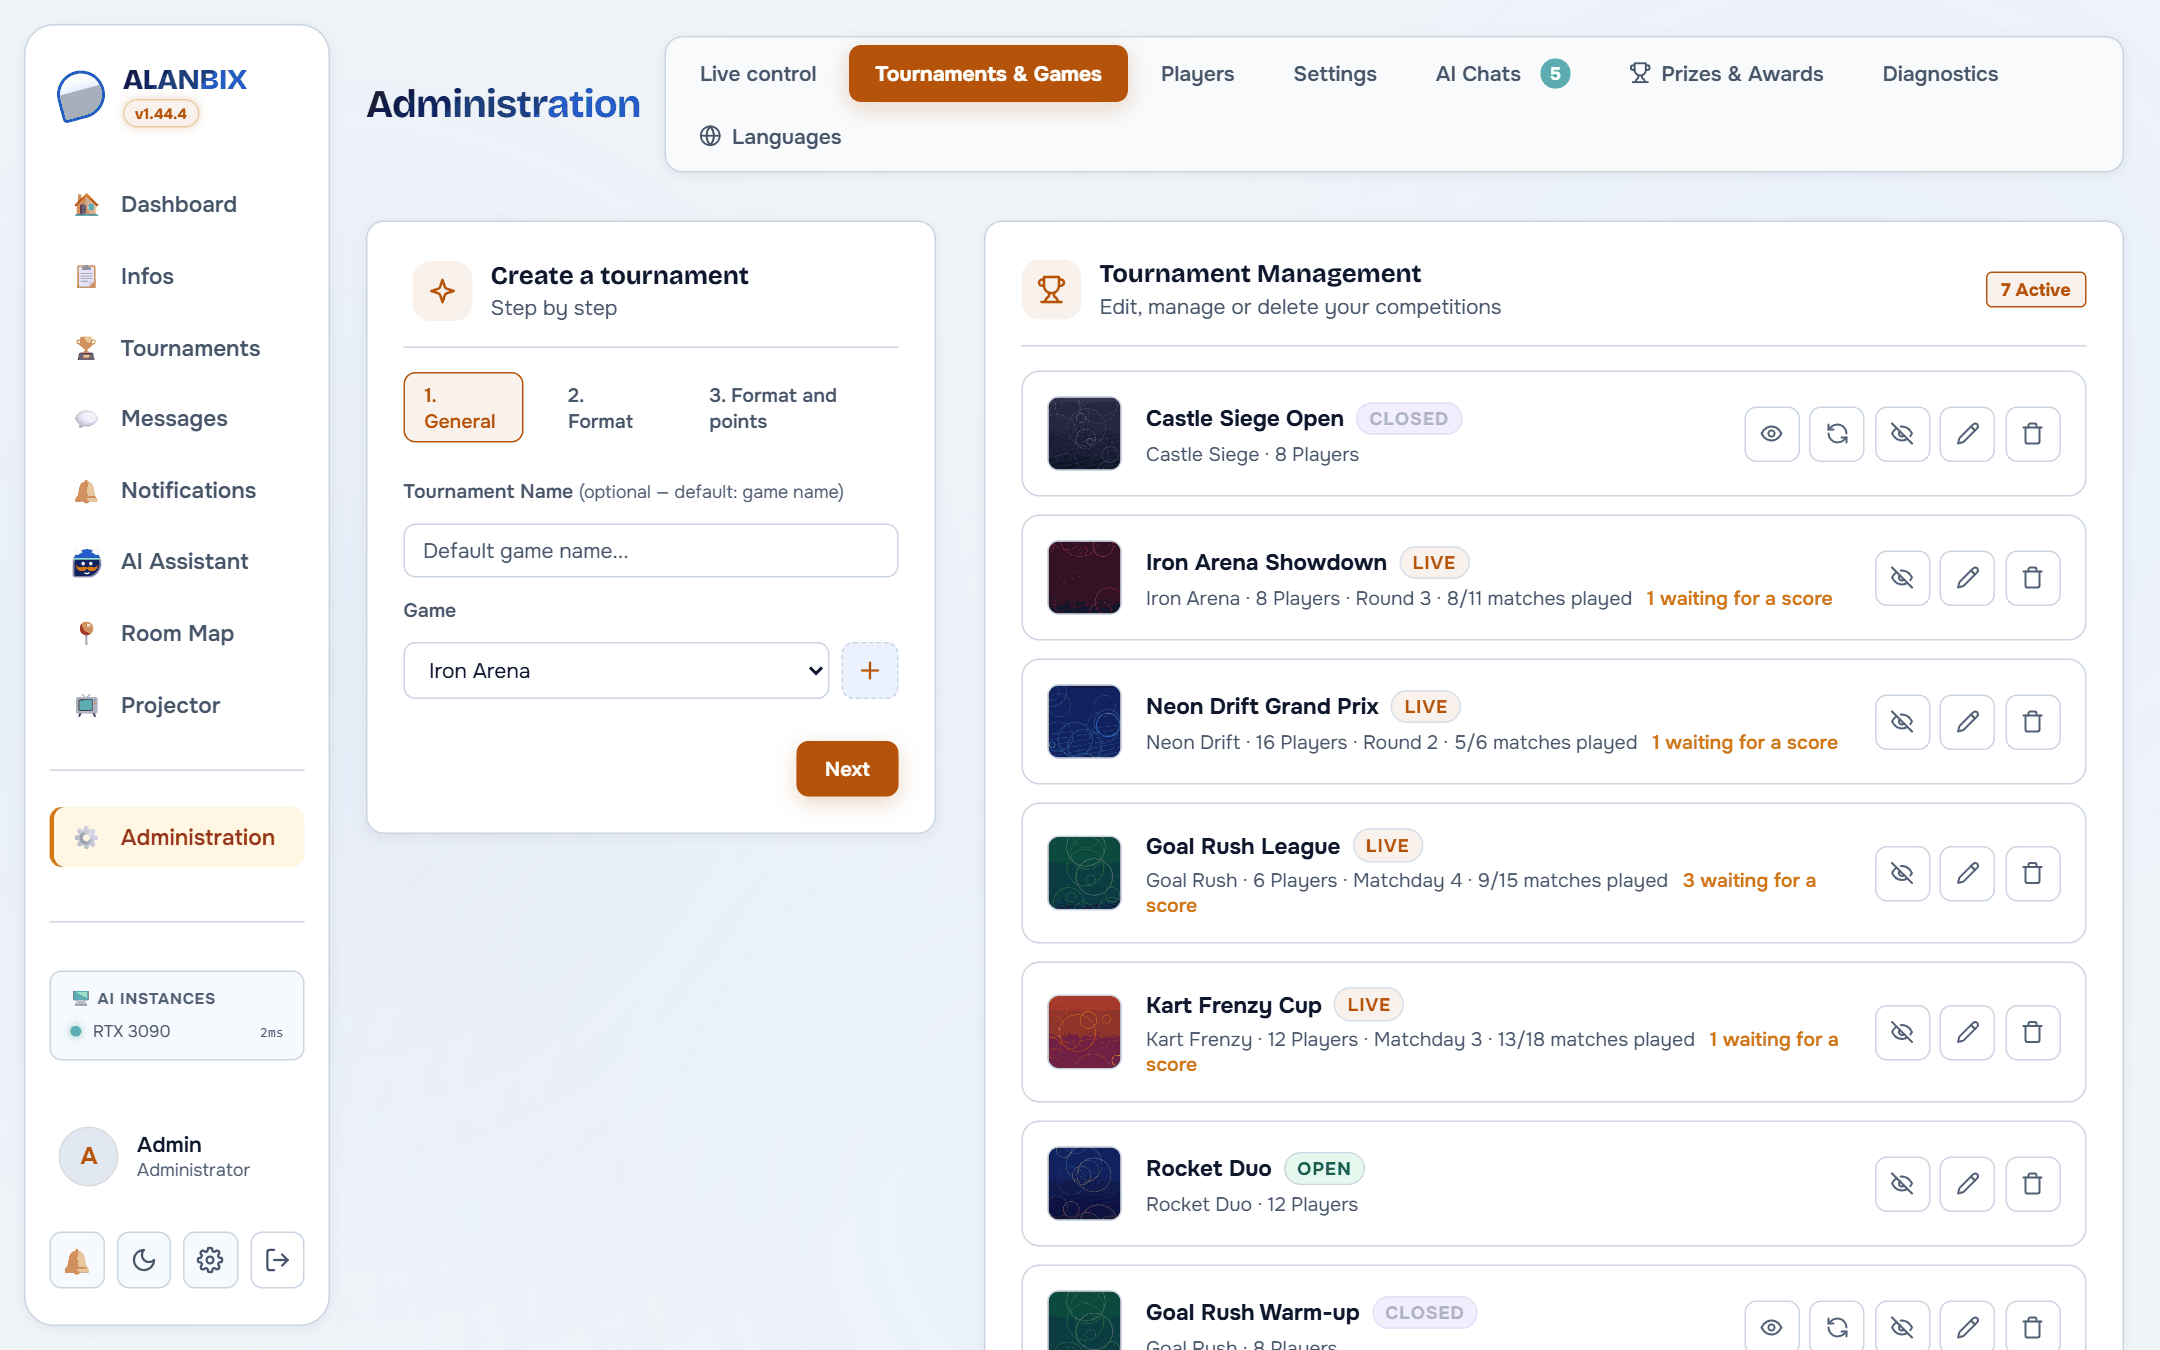 ALANBIX
v1.44.4
Dashboard
Infos
Tournaments
Messages
Notifications
AI Assistant
Room Map
Projector
Administration
AI INSTANCES
RTX 3090 2ms
A
Admin
Administrator
Administration
Live control Tournaments & Games Players Settings AI Chats 5 Prizes & Awards Diagnostics
Languages
Create a tournament
Step by step
1. General
2. Format
3. Format and points
Tournament Name (optional – default: game name)
Default game name...
Game
Iron Arena
Next
Tournament Management
Edit, manage or delete your competitions
7 Active
Castle Siege Open CLOSED
Castle Siege · 8 Players
Iron Arena Showdown LIVE
Iron Arena · 8 Players · Round 3 · 8/11 matches played 1 waiting for a score
Neon Drift Grand Prix LIVE
Neon Drift · 16 Players · Round 2 · 5/6 matches played 1 waiting for a score
Goal Rush League LIVE
Goal Rush · 6 Players · Matchday 4 · 9/15 matches played 3 waiting for a
score
Kart Frenzy Cup LIVE
Kart Frenzy · 12 Players · Matchday 3 · 13/18 matches played 1 waiting for a
score
Rocket Duo OPEN
Rocket Duo · 12 Players
Goal Rush Warm-up CLOSED
Goal Rush · 8 Players